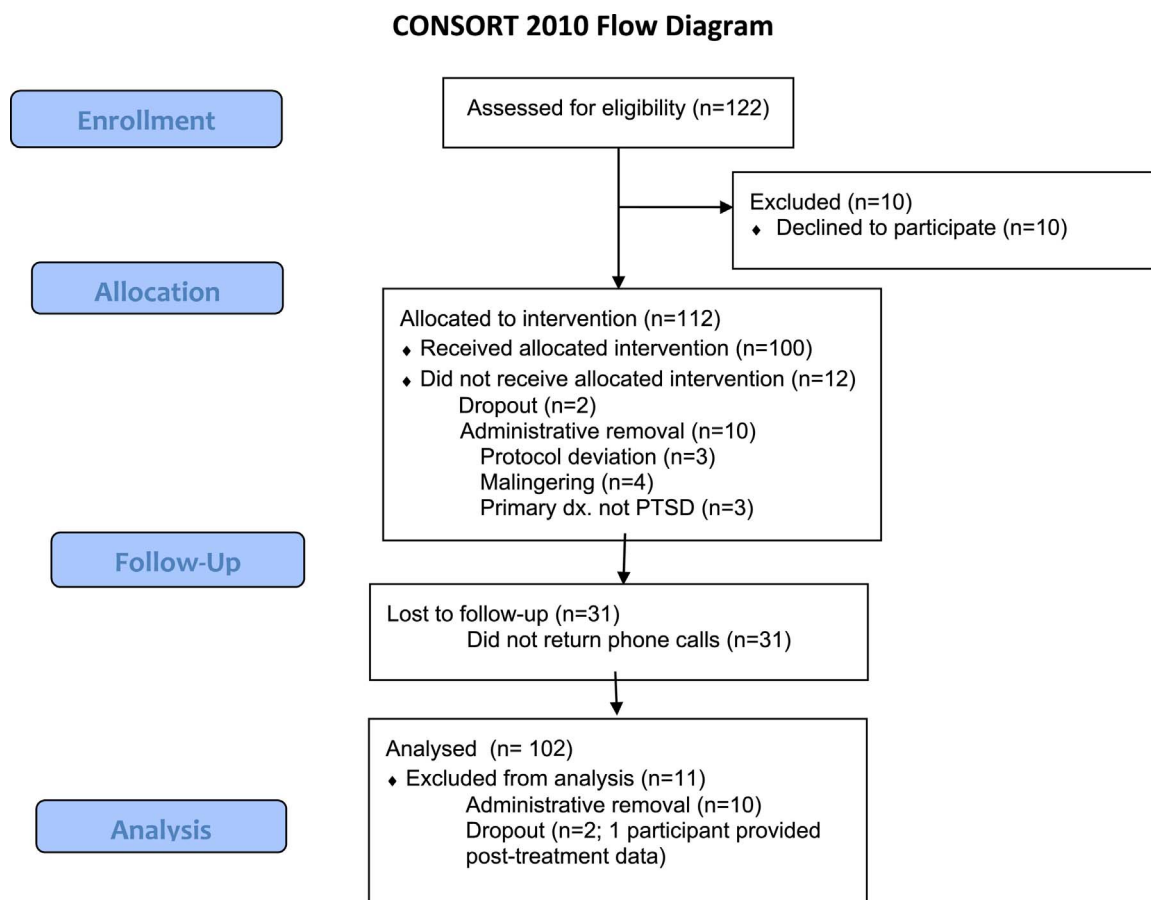 CONSORT 2010 Flow Diagram
Enrollment
Assessed for eligibility (n=122)
Excluded (n=10)
♦ Declined to participate (n=10)
Allocation
Allocated to intervention (n=112)
♦ Received allocated intervention (n=100)
♦ Did not receive allocated intervention (n=12)
Dropout (n=2)
Administrative removal (n=10)
Protocol deviation (n=3)
Malingering (n=4)
Primary dx. not PTSD (n=3)
Follow-Up
Lost to follow-up (n=31)
Did not return phone calls (n=31)
Analysis
Analysed (n= 102)
♦ Excluded from analysis (n=11)
Administrative removal (n=10)
Dropout (n=2; 1 participant provided
post-treatment data)